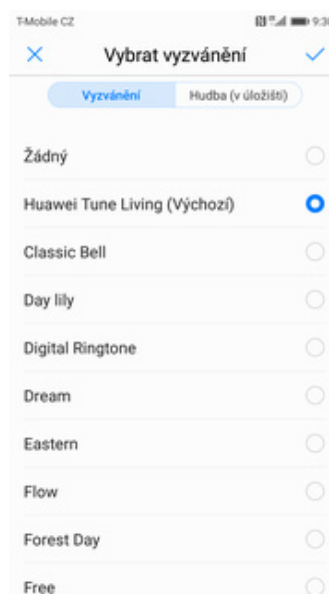 T-Mobile CZ 9:30
Vybrat vyzvánění
Vyzvánění Hudba (v úložišti)
Žádný
Huawei Tune Living (Výchozí)
Classic Bell
Day lily
Digital Ringtone
Dream
Eastern
Flow
Forest Day
Free